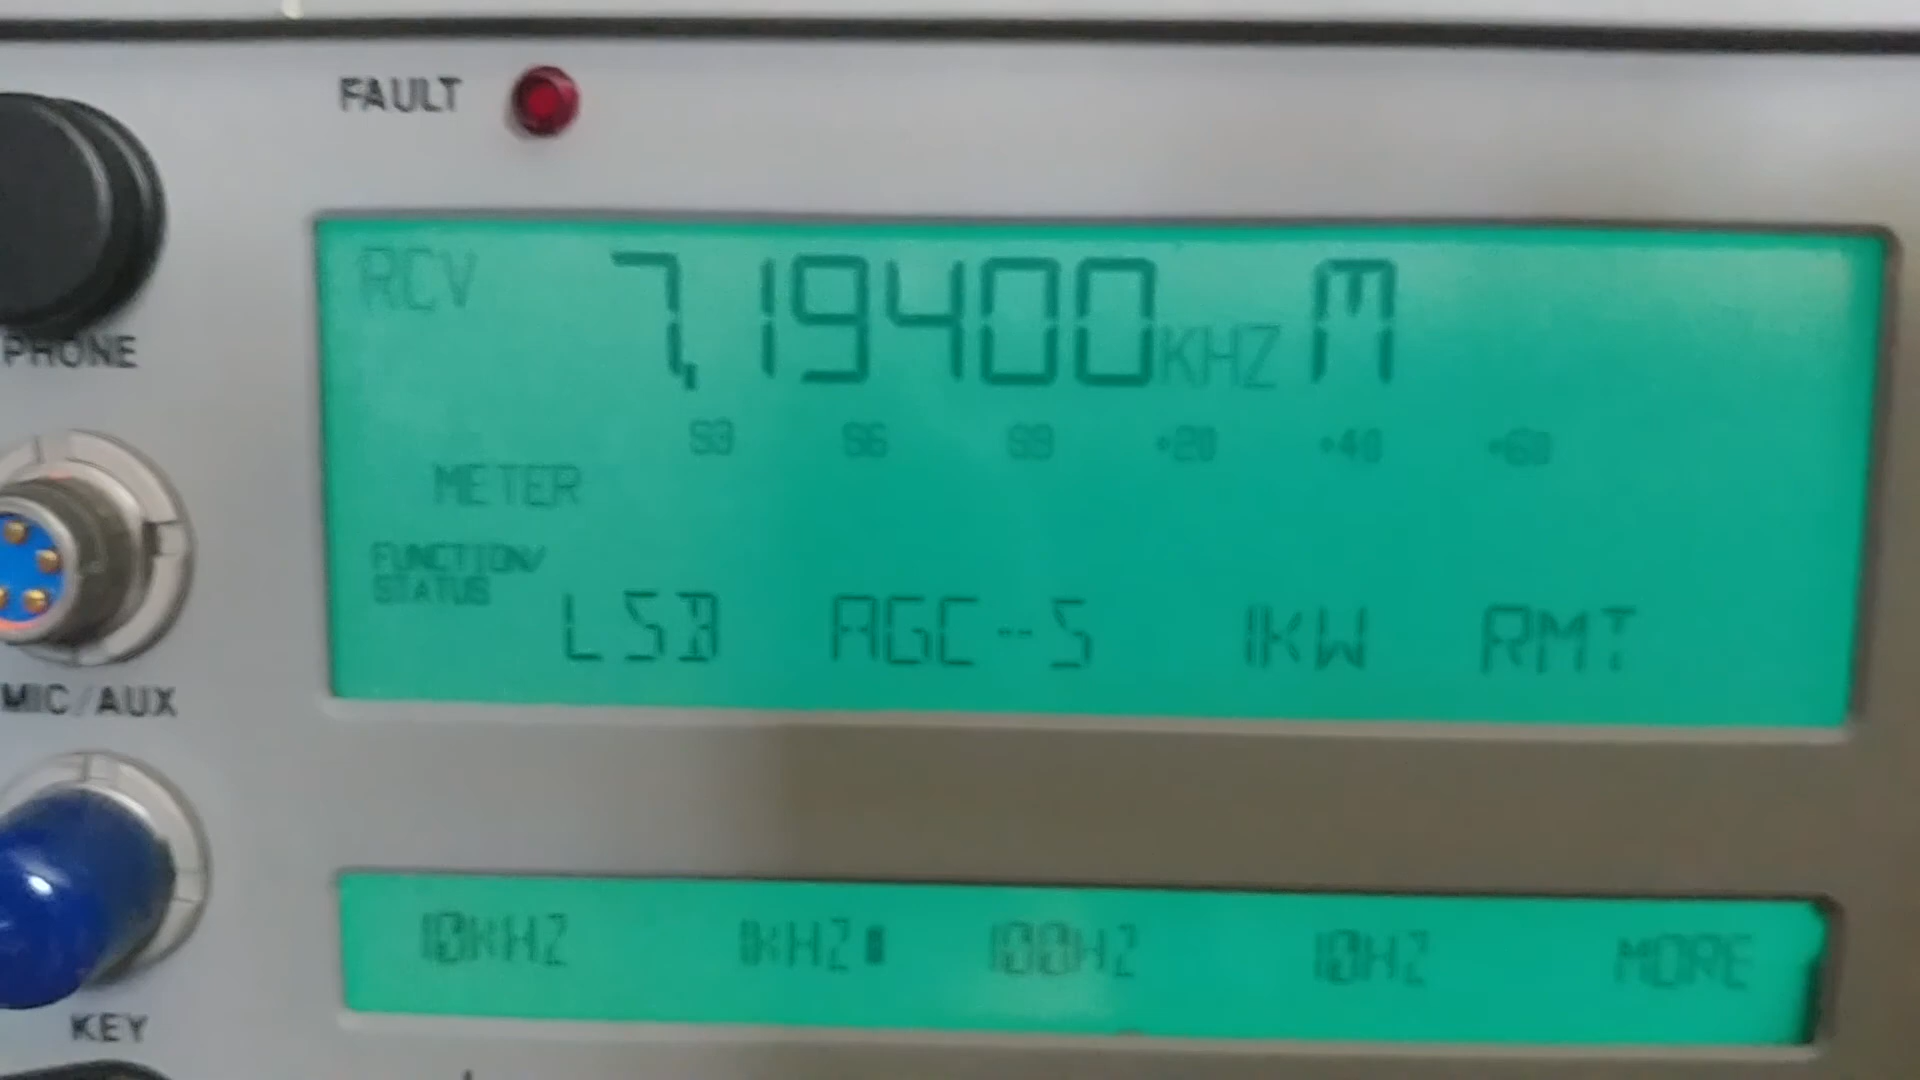 FAULT
RCV 7,19400 KHZ M
PHONE
S3 S6 S9 +20 +40 +60
METER
FUNCTION/
STATUS
LSB AGC--S 1KW RMT
MIC/AUX
10KHZ 1KHZ▮ 100HZ 10HZ MORE
KEY